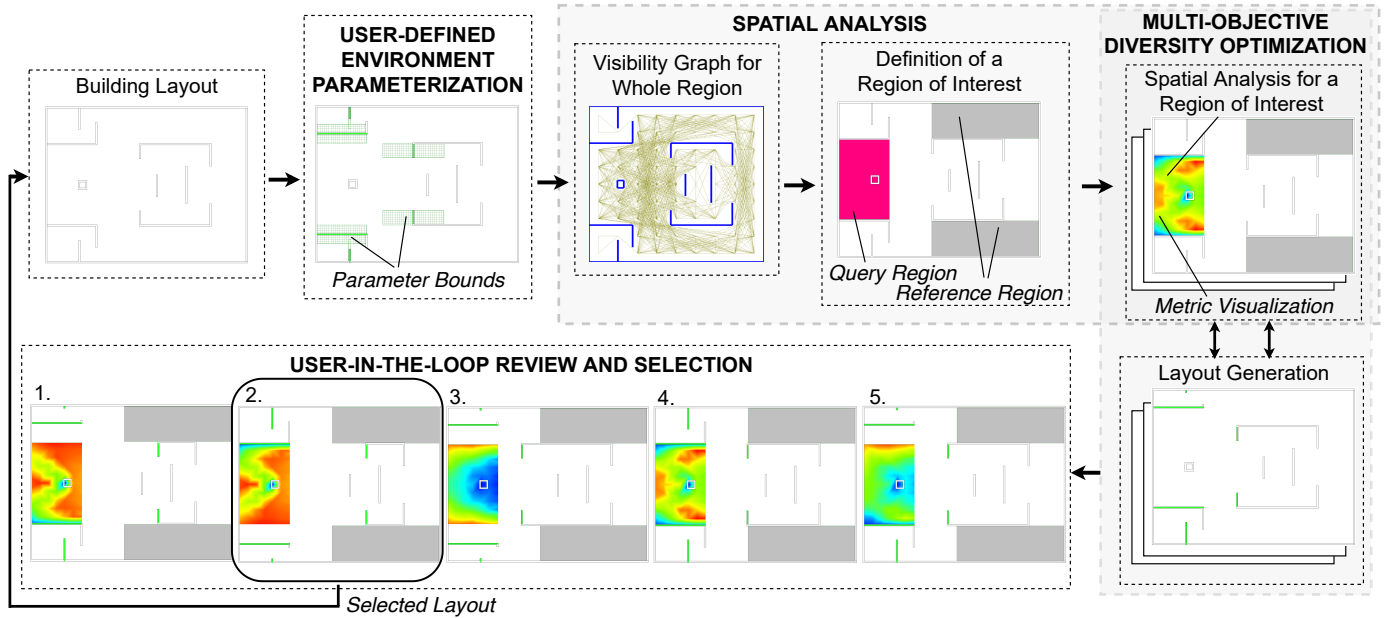 SPATIAL ANALYSIS
MULTI-OBJECTIVE
DIVERSITY OPTIMIZATION
USER-DEFINED
ENVIRONMENT
PARAMETERIZATION
Building Layout
Parameter Bounds
Visibility Graph for
Whole Region
Definition of a
Region of Interest
Query Region
Reference Region
Spatial Analysis for a
Region of Interest
Metric Visualization
Layout Generation
USER-IN-THE-LOOP REVIEW AND SELECTION
1.
2.
3.
4.
5.
Selected Layout